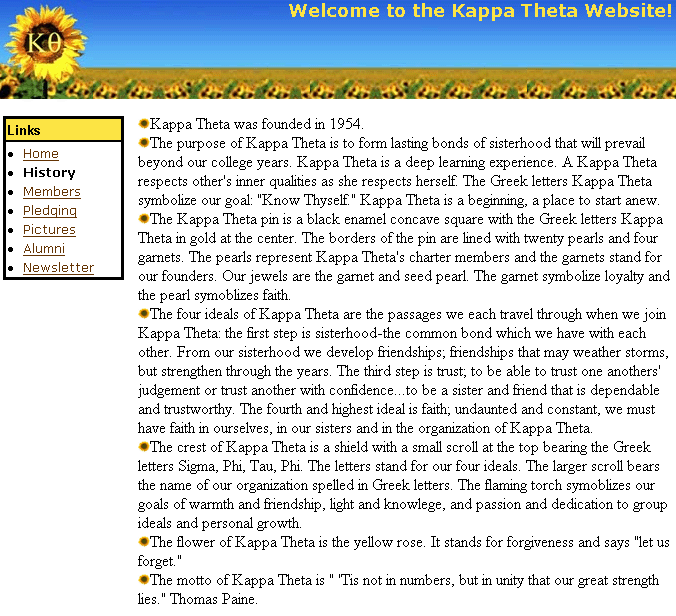 Welcome to the Kappa Theta Website!
Κθ
Links
Home
History
Members
Pledging
Pictures
Alumni
Newsletter
Kappa Theta was founded in 1954.
The purpose of Kappa Theta is to form lasting bonds of sisterhood that will prevail
beyond our college years. Kappa Theta is a deep learning experience. A Kappa Theta
respects other's inner qualities as she respects herself. The Greek letters Kappa Theta
symbolize our goal: "Know Thyself." Kappa Theta is a beginning, a place to start anew.
The Kappa Theta pin is a black enamel concave square with the Greek letters Kappa
Theta in gold at the center. The borders of the pin are lined with twenty pearls and four
garnets. The pearls represent Kappa Theta's charter members and the garnets stand for
our founders. Our jewels are the garnet and seed pearl. The garnet symbolize loyalty and
the pearl symoblizes faith.
The four ideals of Kappa Theta are the passages we each travel through when we join
Kappa Theta: the first step is sisterhood-the common bond which we have with each
other. From our sisterhood we develop friendships; friendships that may weather storms,
but strengthen through the years. The third step is trust; to be able to trust one anothers'
judgement or trust another with confidence...to be a sister and friend that is dependable
and trustworthy. The fourth and highest ideal is faith; undaunted and constant, we must
have faith in ourselves, in our sisters and in the organization of Kappa Theta.
The crest of Kappa Theta is a shield with a small scroll at the top bearing the Greek
letters Sigma, Phi, Tau, Phi. The letters stand for our four ideals. The larger scroll bears
the name of our organization spelled in Greek letters. The flaming torch symoblizes our
goals of warmth and friendship, light and knowlege, and passion and dedication to group
ideals and personal growth.
The flower of Kappa Theta is the yellow rose. It stands for forgiveness and says "let us
forget."
The motto of Kappa Theta is " 'Tis not in numbers, but in unity that our great strength
lies." Thomas Paine.